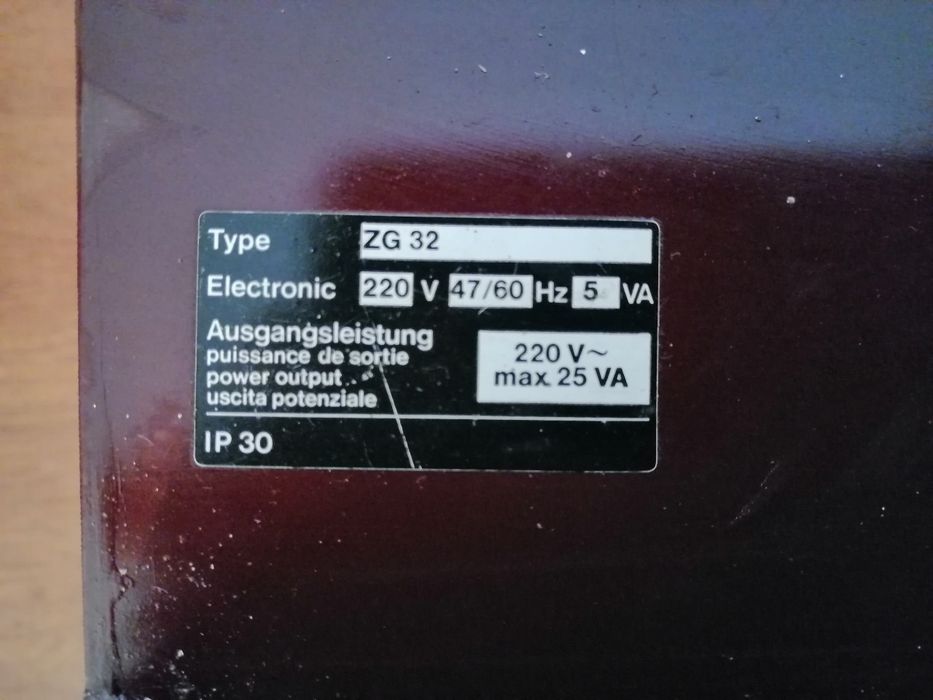 Type ZG 32
Electronic 220 V 47/60 Hz 5 VA
Ausgangsleistung
puissance de sortie
power output
uscita potenziale
220 V~
max 25 VA
IP 30